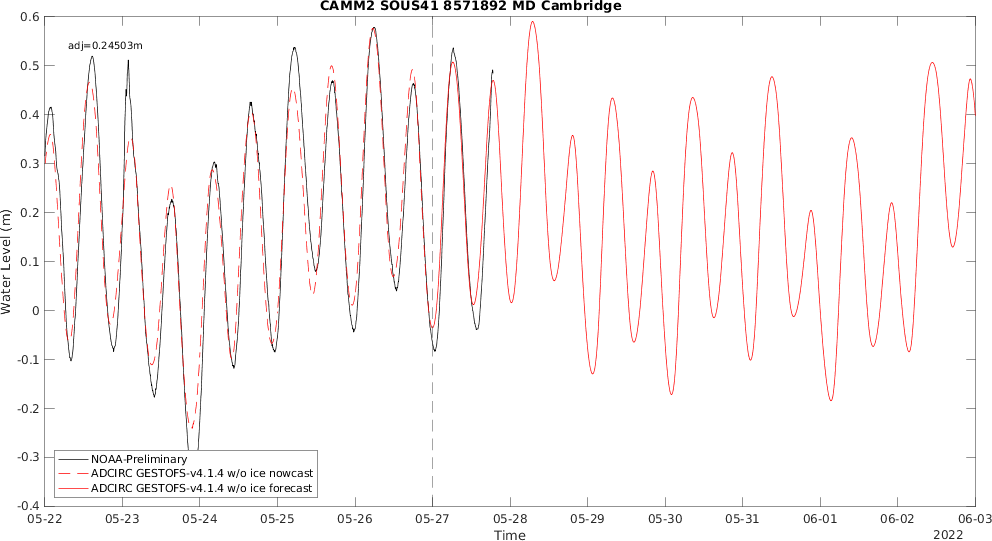 CAMM2 SOUS41 8571892 MD Cambridge
adj=0.24503m
0.6
0.5
0.4
0.3
0.2
0.1
0
-0.1
-0.2
-0.3
-0.4
Water Level (m)
NOAA-Preliminary
ADCIRC GESTOFS-v4.1.4 w/o ice nowcast
ADCIRC GESTOFS-v4.1.4 w/o ice forecast
05-22 05-23 05-24 05-25 05-26 05-27 05-28 05-29 05-30 05-31 06-01 06-02 06-03
Time
2022